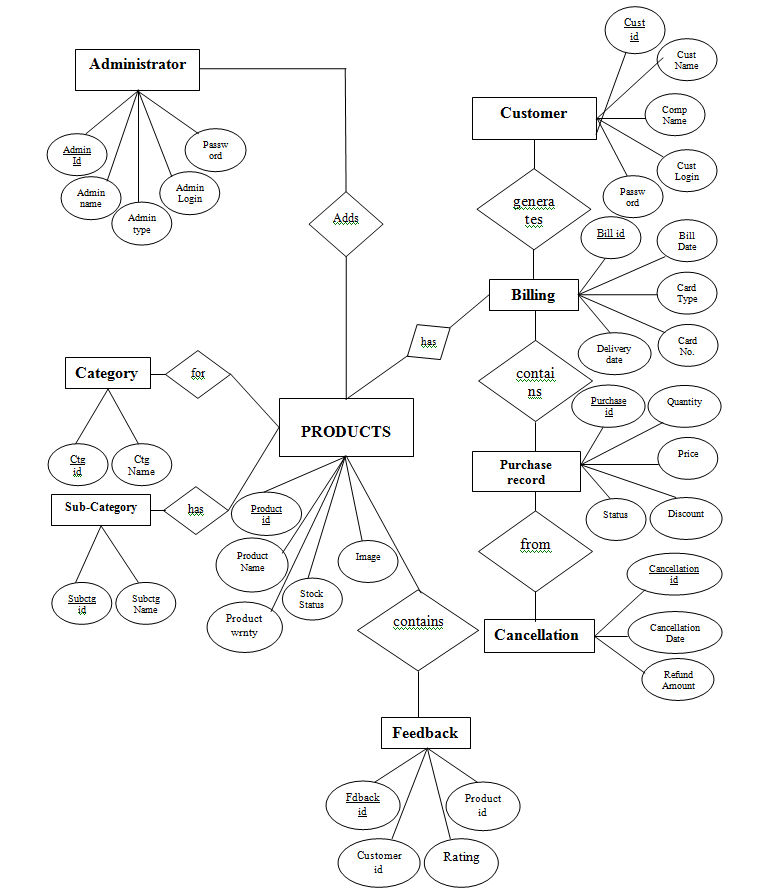 Administrator
Admin
Id
Admin
name
Admin
type
Admin
Login
Passw
ord
Adds
Customer
Cust
id
Cust
Name
Comp
Name
Cust
Login
Passw
ord
genera
tes
Billing
Bill id
Bill
Date
Card
Type
Card
No.
Delivery
date
has
contai
ns
Category
for
Ctg
id
Ctg
Name
PRODUCTS
Purchase
record
Purchase
id
Quantity
Price
Discount
Status
Sub-Category
has
Subctg
id
Subctg
Name
Product
id
Product
Name
Product
wrnty
Stock
Status
Image
from
Cancellation
Cancellation
id
Cancellation
Date
Refund
Amount
contains
Feedback
Fdback
id
Customer
id
Rating
Product
id